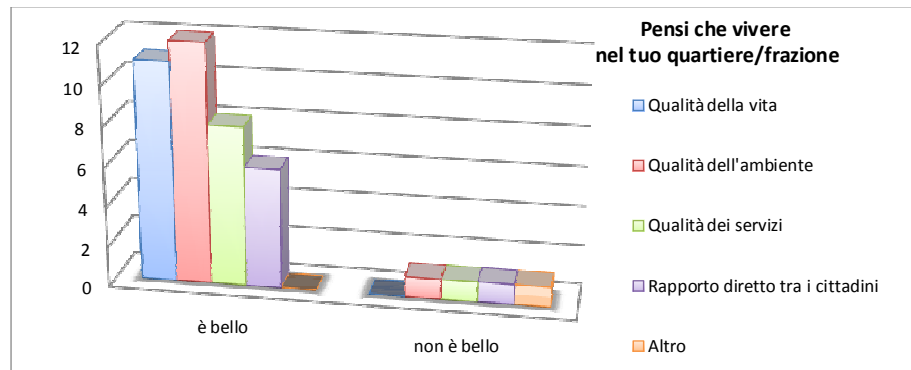 Pensi che vivere
nel tuo quartiere/frazione
12
10
8
6
4
2
0
è bello
non è bello
Qualità della vita
Qualità dell'ambiente
Qualità dei servizi
Rapporto diretto tra i cittadini
Altro